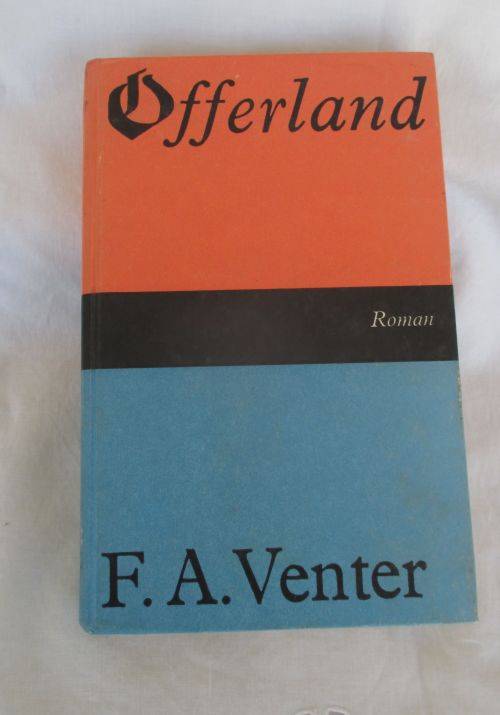 Offerland
Roman
F. A. Venter